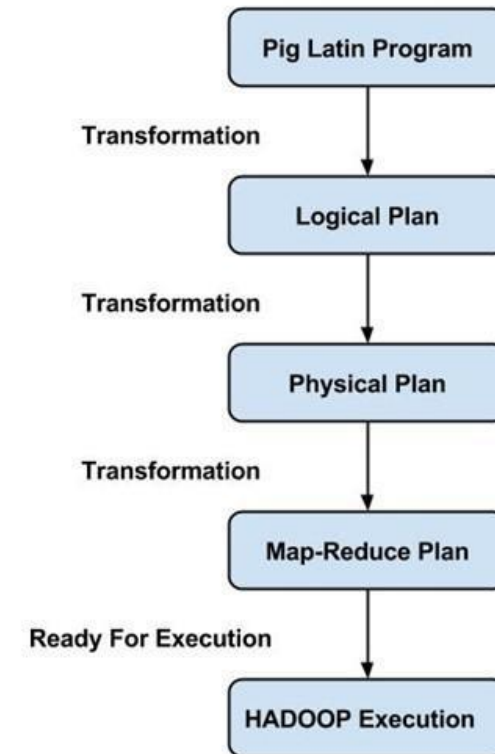 Pig Latin Program
Transformation
Logical Plan
Transformation
Physical Plan
Transformation
Map-Reduce Plan
Ready For Execution
HADOOP Execution